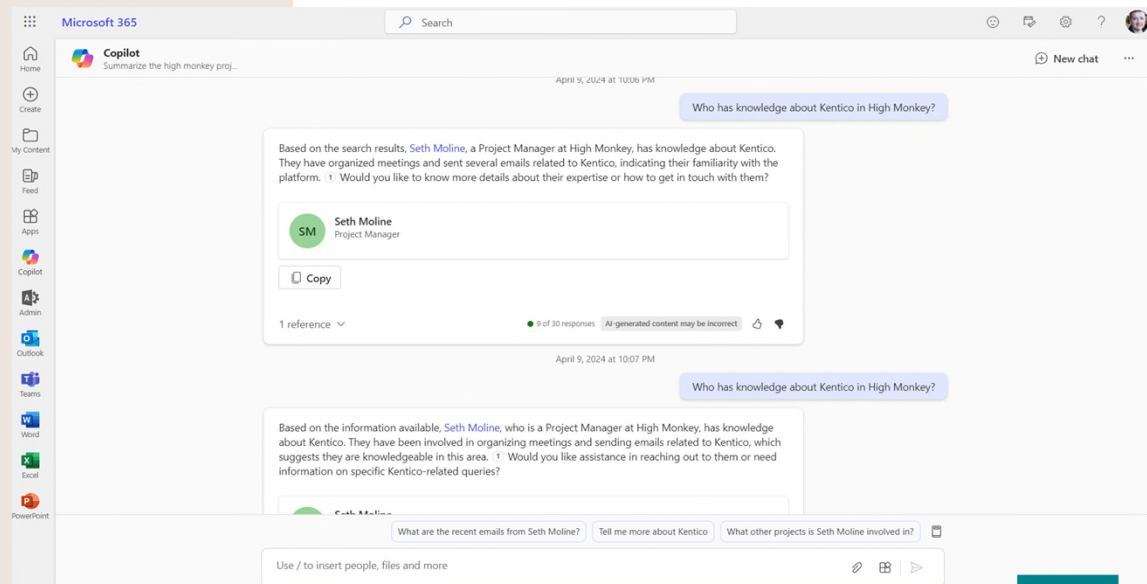 Microsoft 365
Search
?
Home
Create
My Content
Feed
Apps
Copilot
Admin
Outlook
Teams
Word
Excel
PowerPoint
Copilot
Summarize the high monkey proj...
New chat
April 9, 2024 at 10:06 PM
Who has knowledge about Kentico in High Monkey?
Based on the search results, Seth Moline, a Project Manager at High Monkey, has knowledge about Kentico.
They have organized meetings and sent several emails related to Kentico, indicating their familiarity with the
platform. 1 Would you like to know more details about their expertise or how to get in touch with them?
SM
Seth Moline
Project Manager
Copy
1 reference
9 of 30 responses
AI-generated content may be incorrect
April 9, 2024 at 10:07 PM
Who has knowledge about Kentico in High Monkey?
Based on the information available, Seth Moline, who is a Project Manager at High Monkey, has knowledge
about Kentico. They have been involved in organizing meetings and sending emails related to Kentico, which
suggests they are knowledgeable in this area. 1 Would you like assistance in reaching out to them or need
information on specific Kentico-related queries?
Seth Moline
What are the recent emails from Seth Moline?
Tell me more about Kentico
What other projects is Seth Moline involved in?
Use / to insert people, files and more